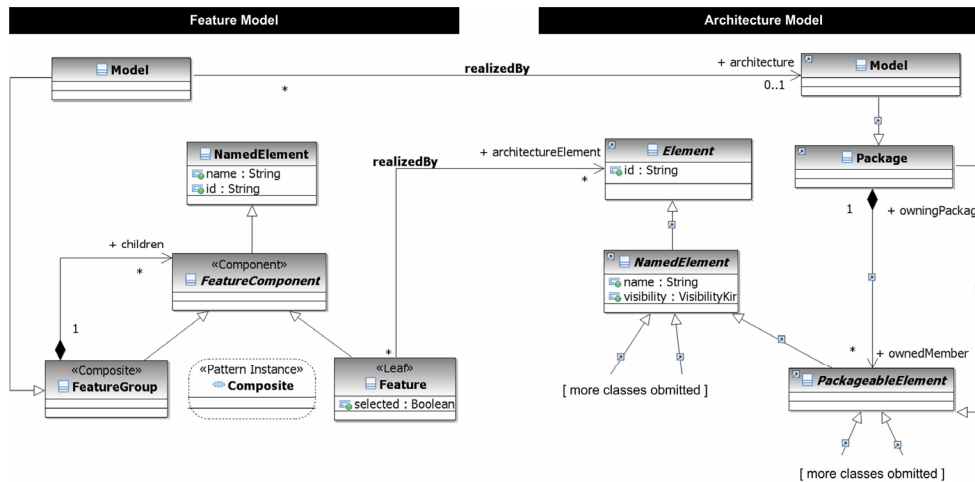 Feature Model
Architecture Model
Model
realizedBy
+ architecture
*
0..1
Model
NamedElement
name : String
id : String
realizedBy
+ architectureElement
*
Element
id : String
Package
1
+ owningPackag
+ children
*
«Component»
FeatureComponent
NamedElement
name : String
visibility : VisibilityKir
1
*
*
+ ownedMember
«Composite»
FeatureGroup
«Pattern Instance»
Composite
«Leaf»
Feature
selected : Boolean
[ more classes obmitted ]
PackageableElement
[ more classes obmitted ]